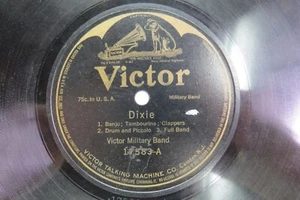 Victor
75c. in U. S. A.
Military Band
Dixie
1. Banjo; Tambourine; Clappers
2. Drum and Piccolo 3. Full Band
Victor Military Band
17583-A
VICTOR TALKING MACHINE CO.